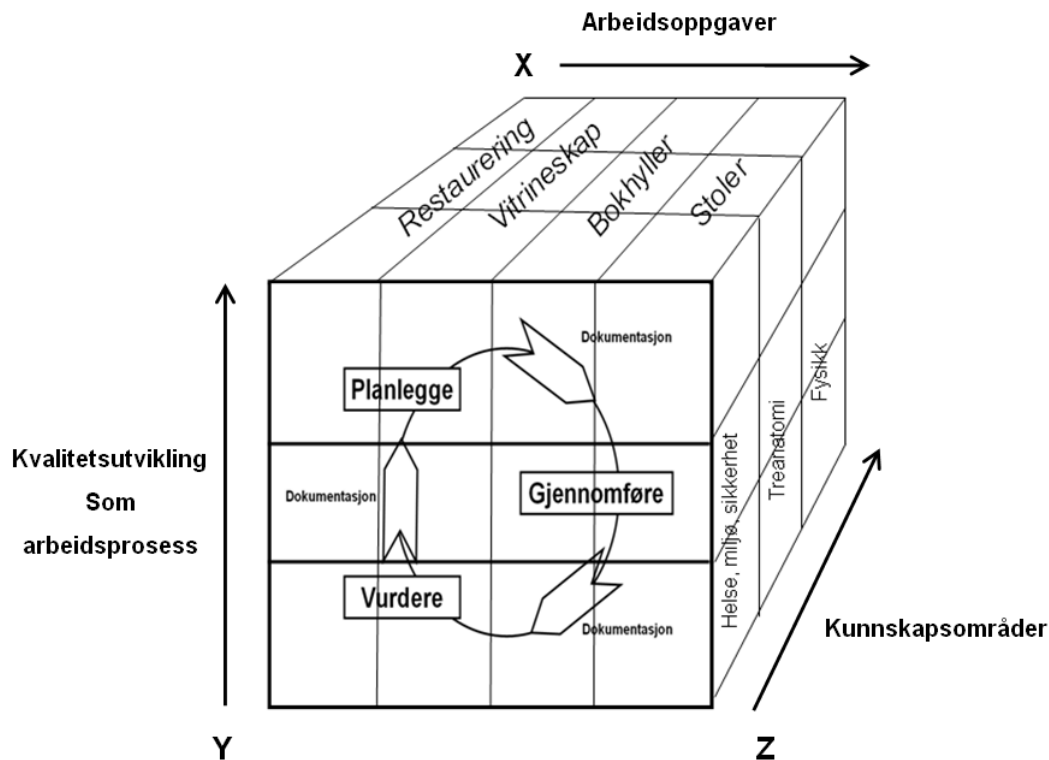 Arbeidsoppgaver
X
Restaurering
Vitrineskap
Bokhyller
Stoler
Dokumentasjon
Planlegge
Kvalitetsutvikling
Som
arbeidsprosess
Dokumentasjon
Gjennomføre
Vurdere
Dokumentasjon
Helse, miljø, sikkerhet
Treanatomi
Fysikk
Kunnskapsområder
Y
Z